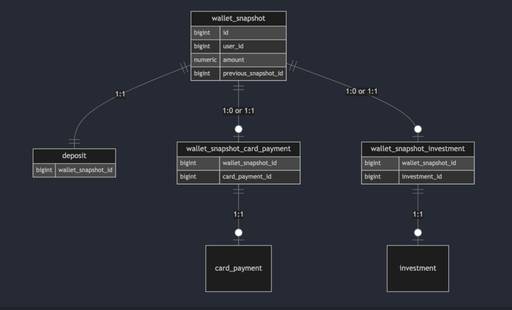 wallet_snapshot
bigint id
bigint user_id
numeric amount
bigint previous_snapshot_id
1:1
1:0 or 1:1
1:0 or 1:1
deposit
bigint wallet_snapshot_id
wallet_snapshot_card_payment
bigint wallet_snapshot_id
bigint card_payment_id
wallet_snapshot_investment
bigint wallet_snapshot_id
bigint investment_id
1:1
1:1
card_payment
investment